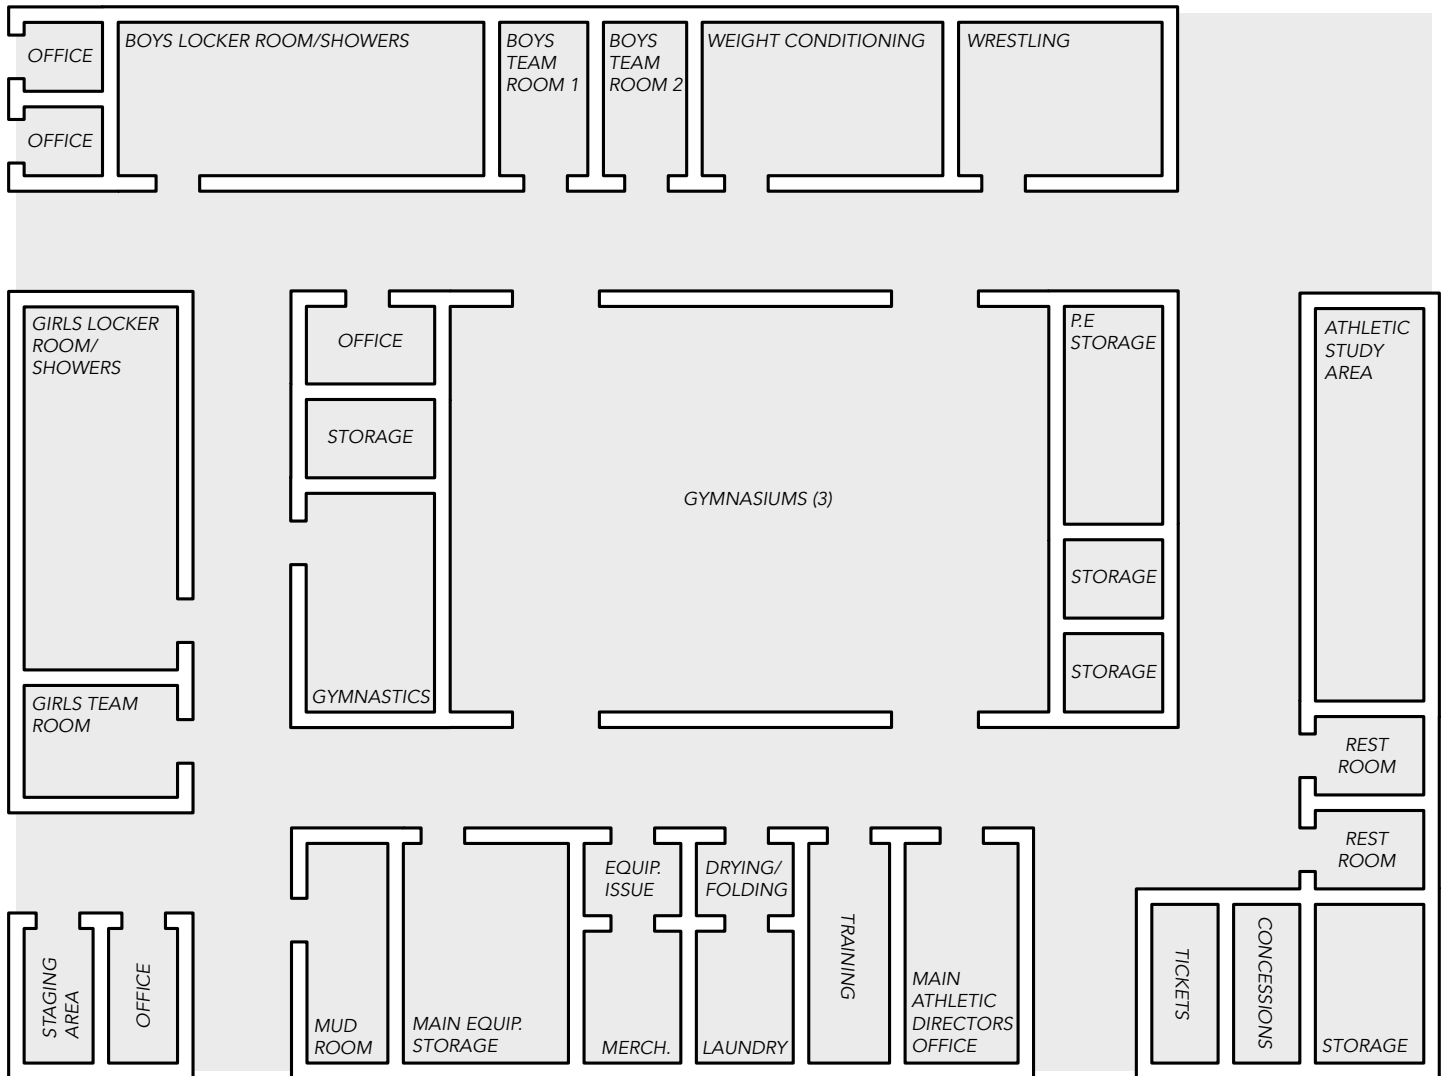 OFFICE
BOYS LOCKER ROOM/SHOWERS
BOYS
TEAM
ROOM 1
BOYS
TEAM
ROOM 2
WEIGHT CONDITIONING
WRESTLING
OFFICE
GIRLS LOCKER
ROOM/
SHOWERS
OFFICE
STORAGE
GYMNASTICS
GYMNASIUMS (3)
P.E
STORAGE
STORAGE
STORAGE
ATHLETIC
STUDY
AREA
GIRLS TEAM
ROOM
REST
ROOM
REST
ROOM
STAGING
AREA
OFFICE
MUD
ROOM
MAIN EQUIP.
STORAGE
EQUIP.
ISSUE
MERCH.
DRYING/
FOLDING
LAUNDRY
TRAINING
MAIN
ATHLETIC
DIRECTORS
OFFICE
TICKETS
CONCESSIONS
STORAGE